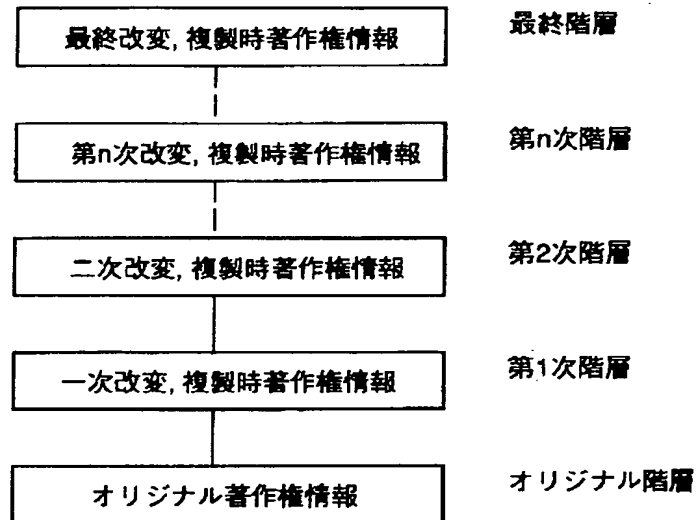 最終改変, 複製時著作権情報 最終階層
第n次改変, 複製時著作権情報 第n次階層
二次改変, 複製時著作権情報 第2次階層
一次改変, 複製時著作権情報 第1次階層
オリジナル著作権情報 オリジナル階層